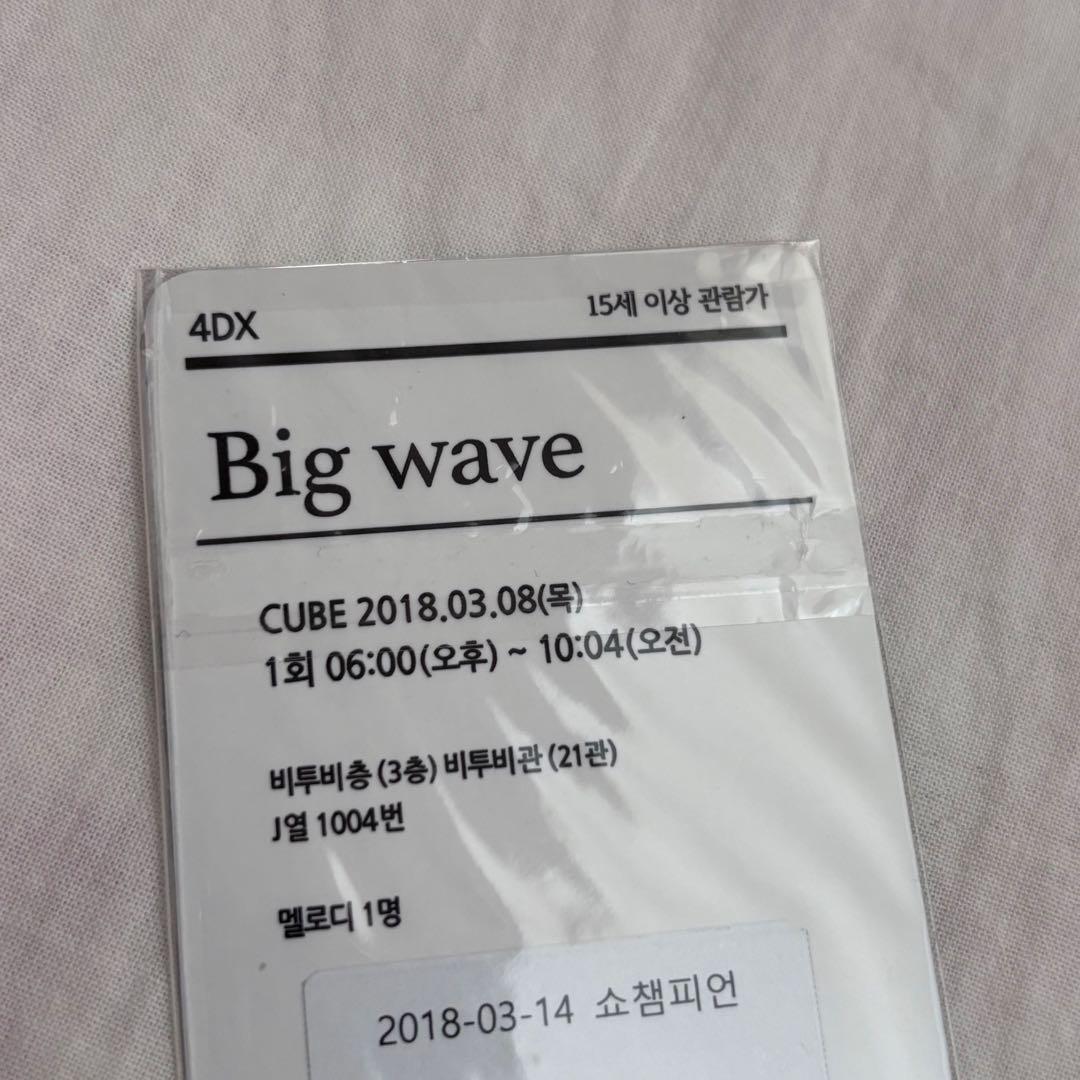 4DX
15세 이상 관람가
Big wave
CUBE 2018.03.08(목)
1회 06:00(오후) ~ 10:04(오전)
비투비층 (3층) 비투비관 (21관)
J열 1004번
멜로디 1명
2018-03-14 쇼챔피언